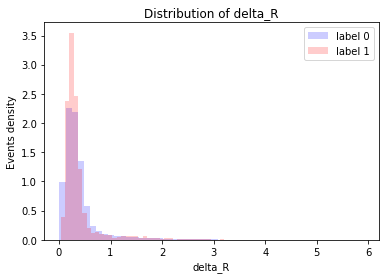 Distribution of delta_R
label 0
label 1
Events density
3.5
3.0
2.5
2.0
1.5
1.0
0.5
0.0
0 1 2 3 4 5 6
delta_R